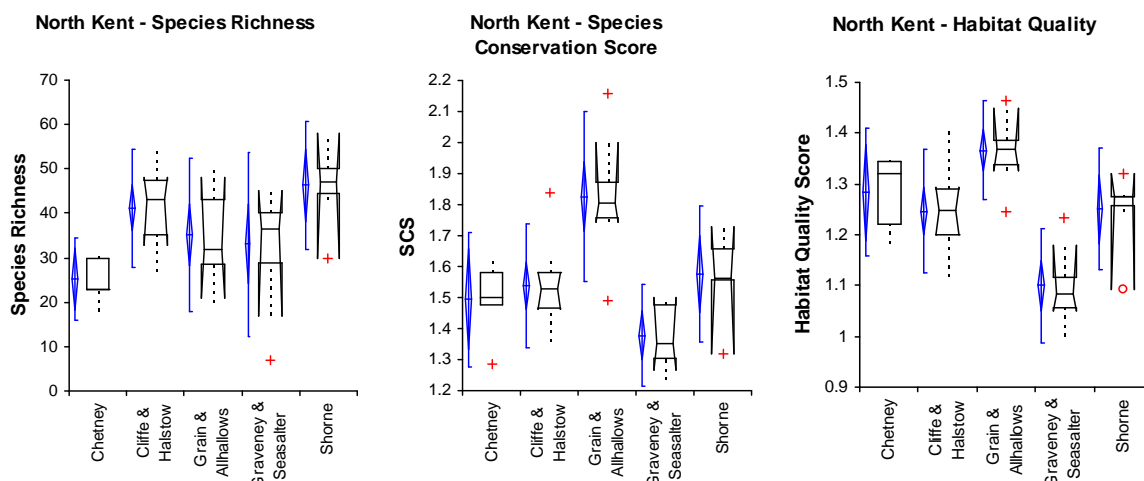 North Kent - Species Richness
Species Richness
70
60
50
40
30
20
10
0
Chetney
Cliffe &
Halstow
Grain &
Allhallows
Graveney &
Seasalter
Shorne
North Kent - Species
Conservation Score
SCS
2.2
2.1
2
1.9
1.8
1.7
1.6
1.5
1.4
1.3
1.2
Chetney
Cliffe &
Halstow
Grain &
Allhallows
Graveney &
Seasalter
Shorne
North Kent - Habitat Quality
Habitat Quality Score
1.5
1.4
1.3
1.2
1.1
1
0.9
Chetney
Cliffe &
Halstow
Grain &
Allhallows
Graveney &
Seasalter
Shorne